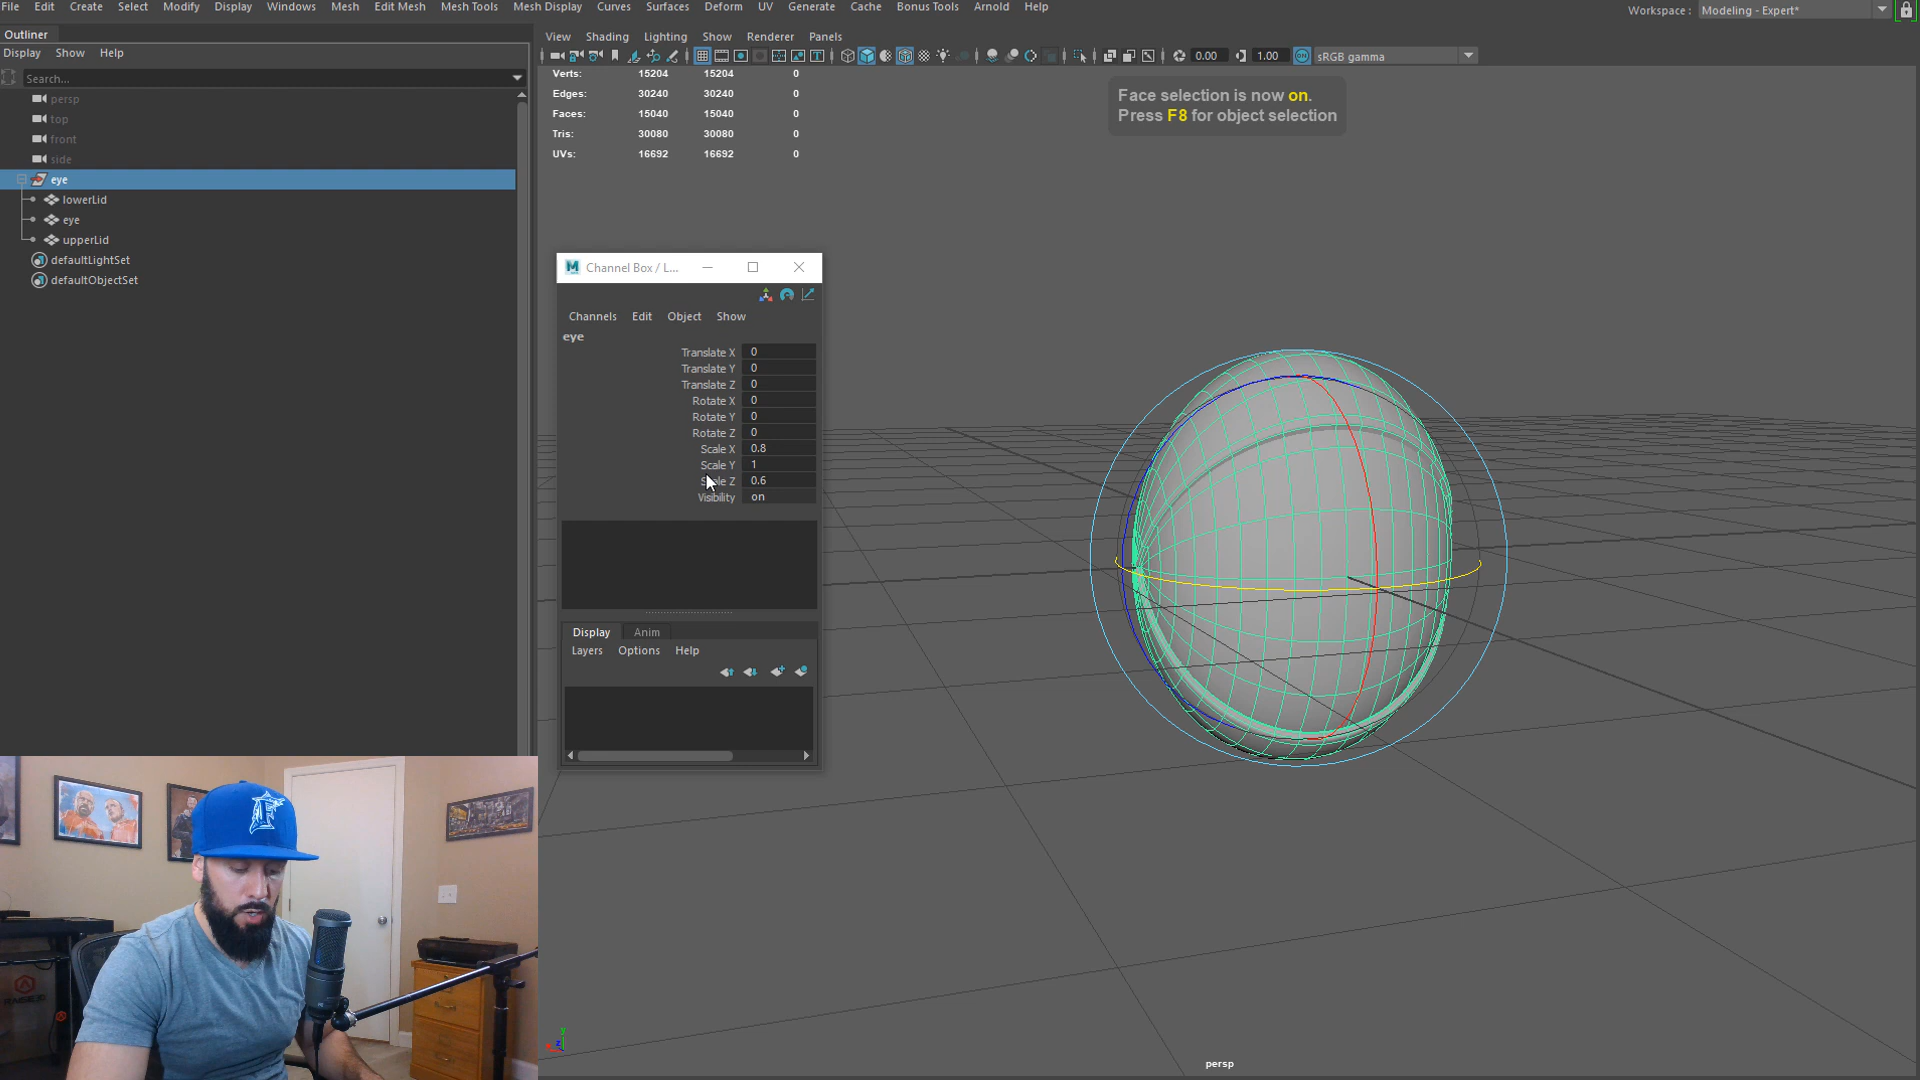 File Edit Create Select Modify Display Windows Mesh Edit Mesh Mesh Tools Mesh Display Curves Surfaces Deform UV Generate Cache Bonus Tools Arnold Help
Workspace : Modeling - Expert*
Outliner
Display Show Help
Search...
persp
top
front
side
eye
lowerLid
eye
upperLid
defaultLightSet
defaultObjectSet
View Shading Lighting Show Renderer Panels
0.00 1.00 sRGB gamma
Verts: 15204 15204 0
Edges: 30240 30240 0
Faces: 15040 15040 0
Tris: 30080 30080 0
UVs: 16692 16692 0
Face selection is now on.
Press F8 for object selection
Channel Box / L...
Channels Edit Object Show
eye
Translate X 0
Translate Y 0
Translate Z 0
Rotate X 0
Rotate Y 0
Rotate Z 0
Scale X 0.8
Scale Y 1
Scale Z 0.6
Visibility on
Display Anim
Layers Options Help
y
z
persp